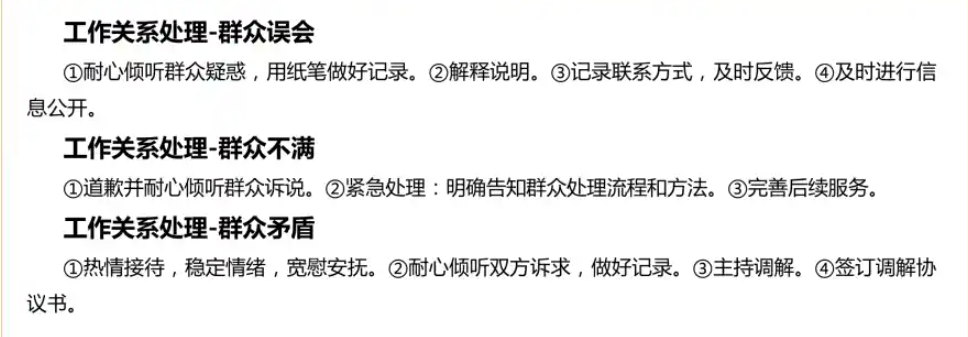 工作关系处理-群众误会
①耐心倾听群众疑惑，用纸笔做好记录。②解释说明。③记录联系方式，及时反馈。④及时进行信
息公开。
工作关系处理-群众不满
①道歉并耐心倾听群众诉说。②紧急处理：明确告知群众处理流程和方法。③完善后续服务。
工作关系处理-群众矛盾
①热情接待，稳定情绪，宽慰安抚。②耐心倾听双方诉求，做好记录。③主持调解。④签订调解协
议书。